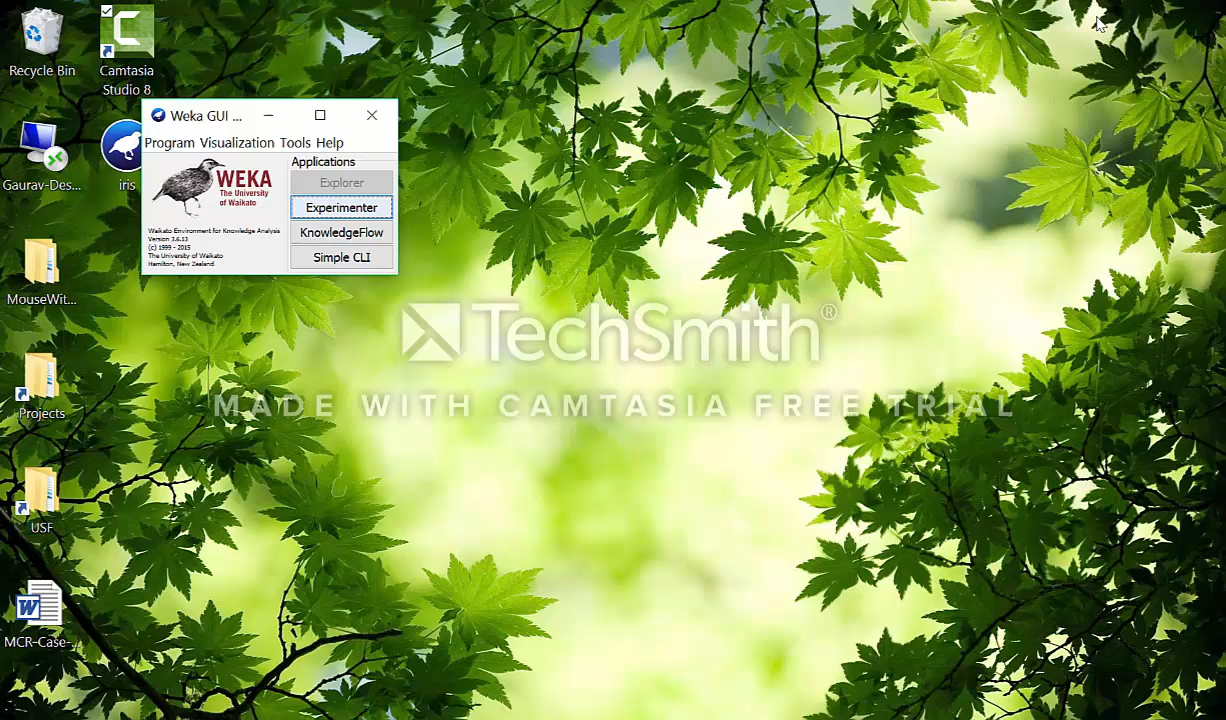 Recycle Bin
Camtasia
Studio 8
Gaurav-Des...
iris
MouseWit...
Projects
USF
W
MCR-Case-...
Weka GUI ...
Program Visualization Tools Help
WEKA
The University
of Waikato
Waikato Environment for Knowledge Analysis
Version 3.6.13
(c) 1999 - 2015
The University of Waikato
Hamilton, New Zealand
Applications
Explorer
Experimenter
KnowledgeFlow
Simple CLI
TechSmith®
MADE WITH CAMTASIA FREE TRIAL